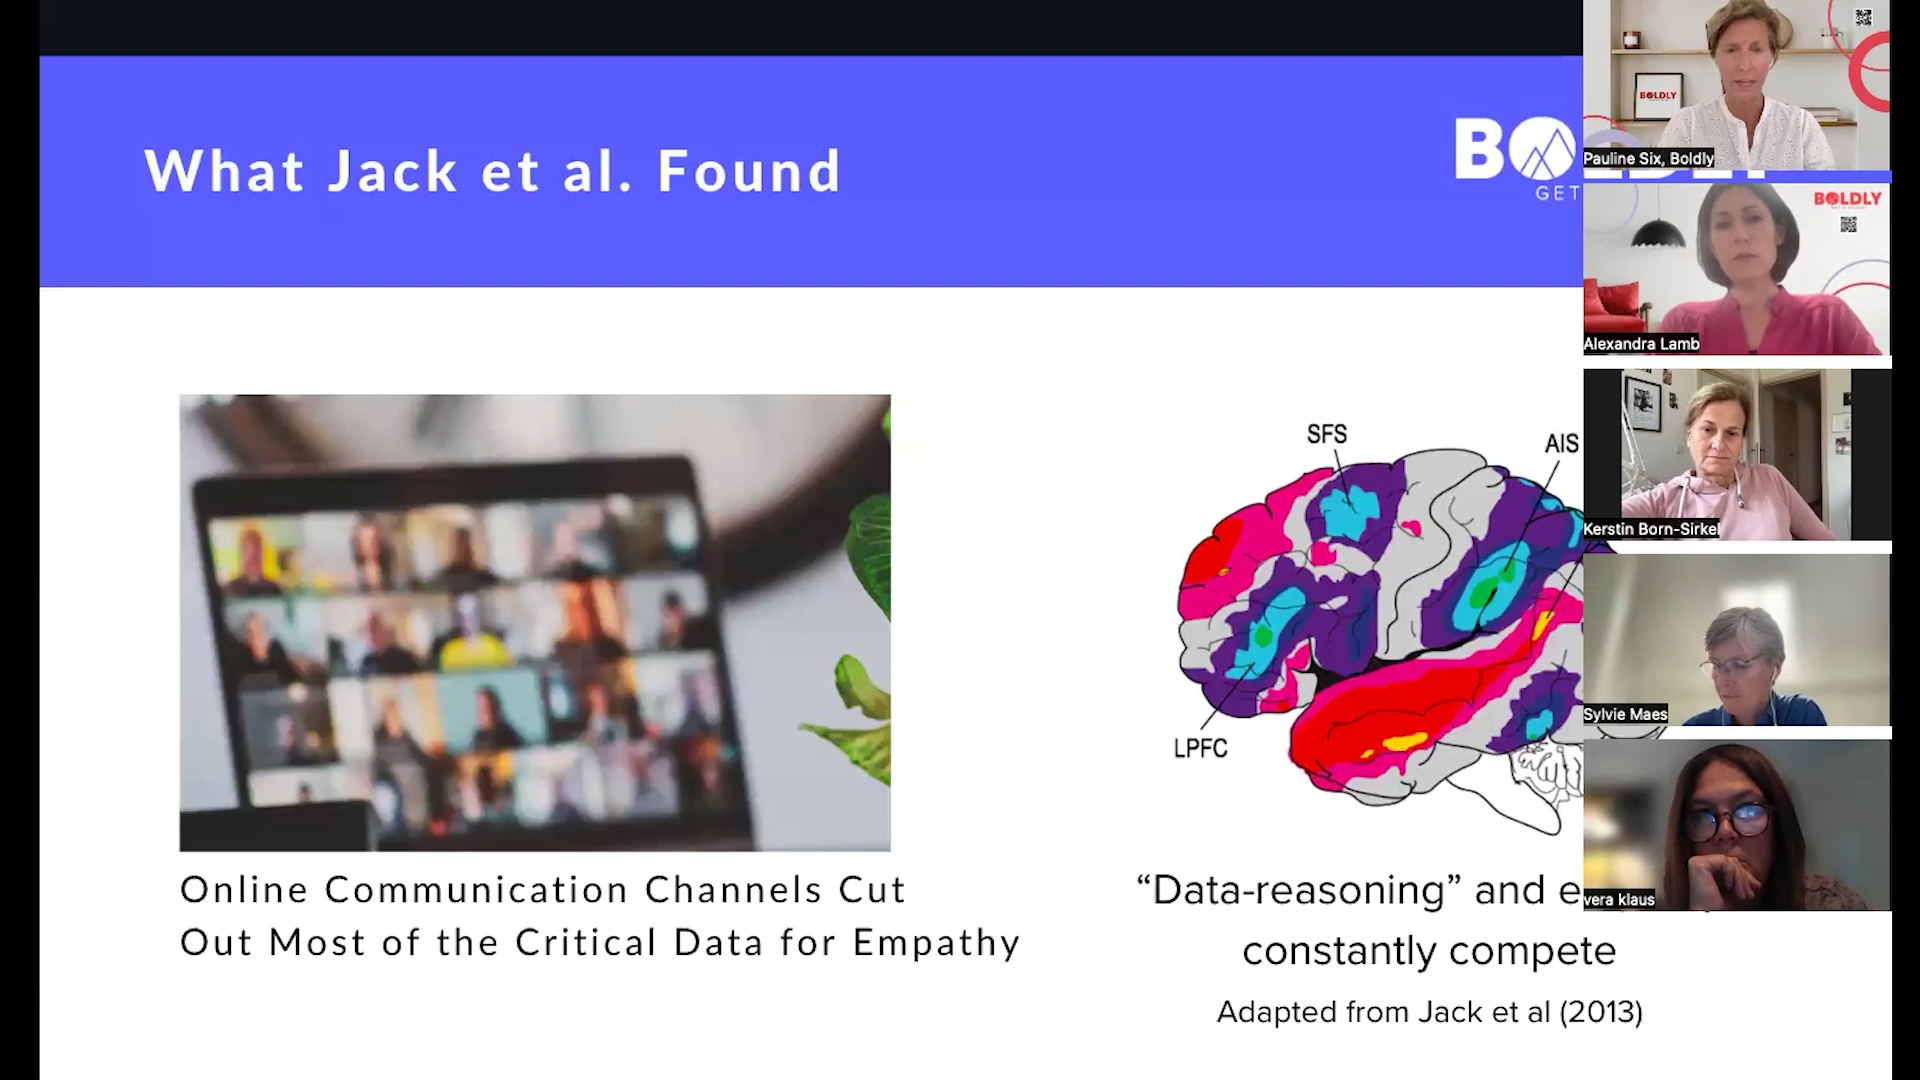 What Jack et al. Found
GET
BOLDLY
Pauline Six, Boldly
BOLDLY
Alexandra Lamb
Kerstin Born-Sirkel
Sylvie Maes
vera klaus
SFS
AIS
LPFC
Online Communication Channels Cut
Out Most of the Critical Data for Empathy
“Data-reasoning” and
constantly compete
Adapted from Jack et al (2013)